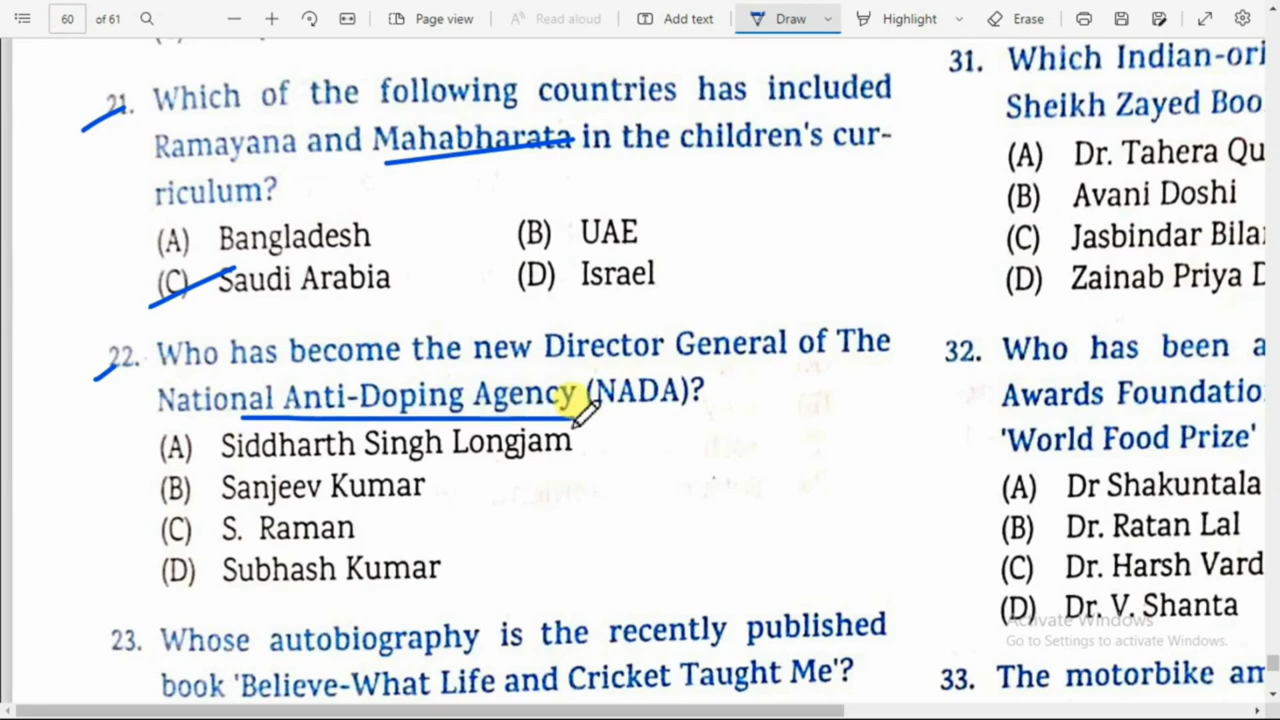 60 of 61 Page view Read aloud Add text Draw Highlight Erase
21. Which of the following countries has included
Ramayana and Mahabharata in the children's cur-
riculum?
(A) Bangladesh (B) UAE
(C) Saudi Arabia (D) Israel
22. Who has become the new Director General of The
National Anti-Doping Agency (NADA)?
(A) Siddharth Singh Longjam
(B) Sanjeev Kumar
(C) S. Raman
(D) Subhash Kumar
23. Whose autobiography is the recently published
book 'Believe-What Life and Cricket Taught Me'?
31. Which Indian-ori
Sheikh Zayed Boo
(A) Dr. Tahera Qu
(B) Avani Doshi
(C) Jasbindar Bila
(D) Zainab Priya D
32. Who has been a
Awards Foundatio
'World Food Prize'
(A) Dr Shakuntala
(B) Dr. Ratan Lal
(C) Dr. Harsh Vard
(D) Dr. V. Shanta
33. The motorbike am
Activate Windows
Go to Settings to activate Windows.